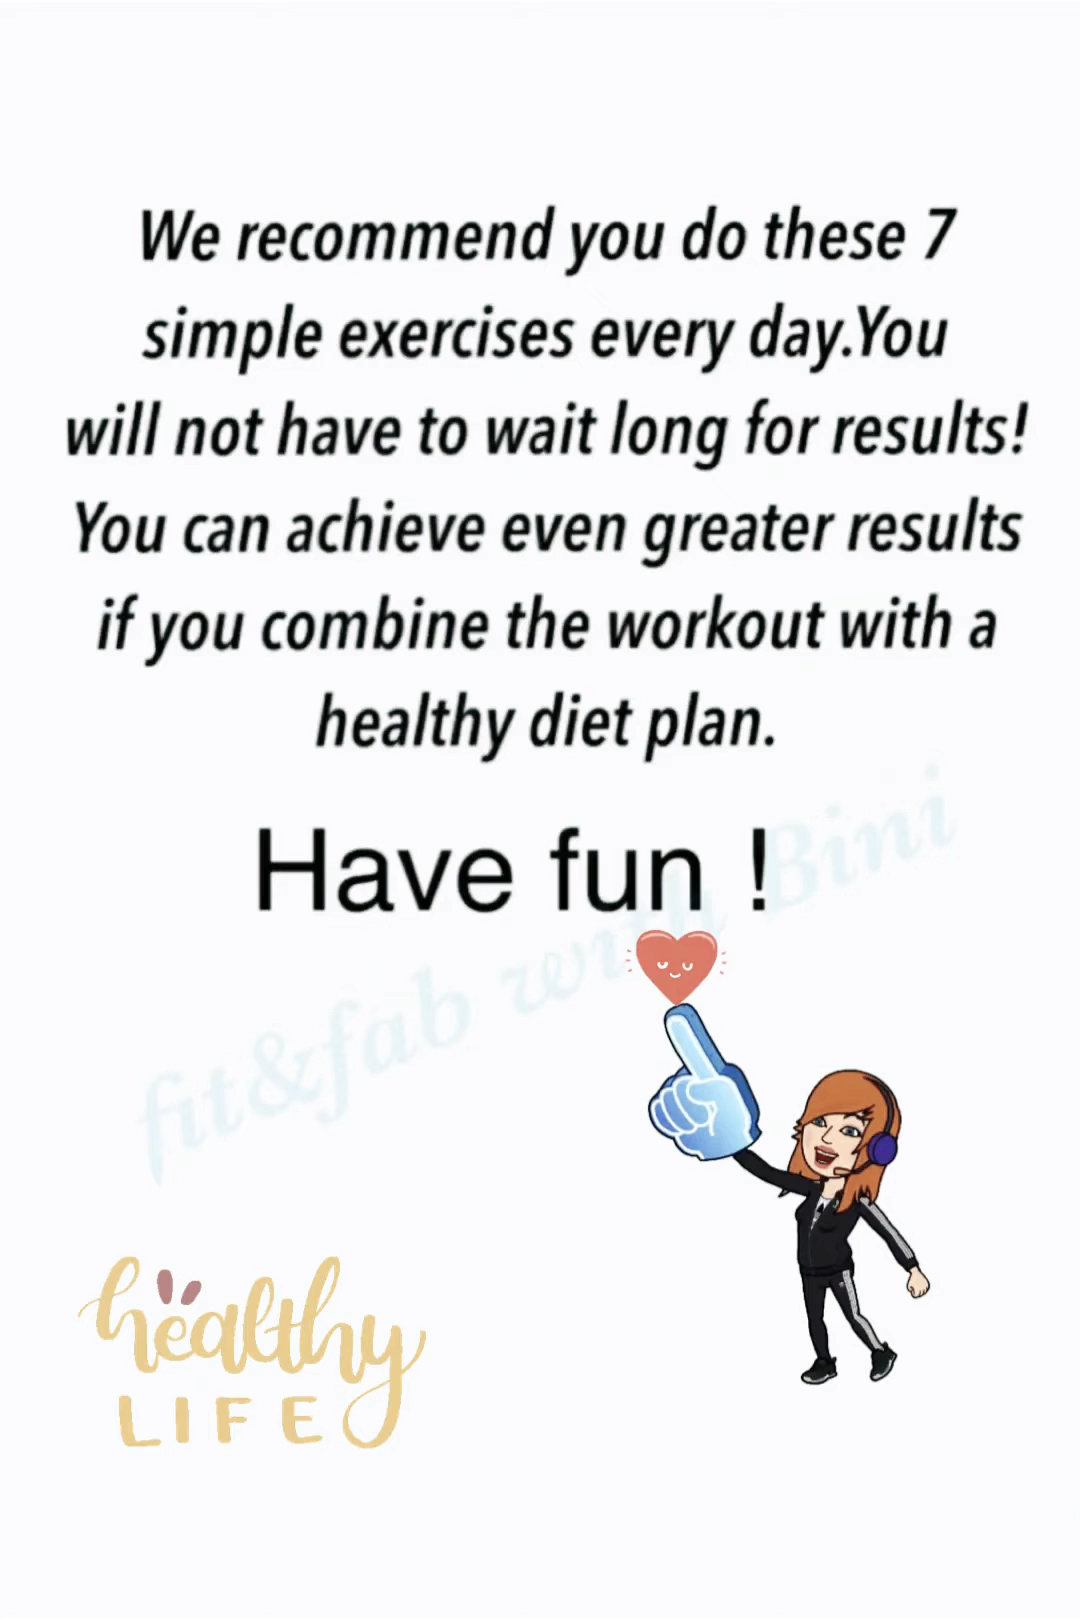 We recommend you do these 7
simple exercises every day.You
will not have to wait long for results!
You can achieve even greater results
if you combine the workout with a
healthy diet plan.
Have fun !
fit&fab with Bini
healthy
LIFE